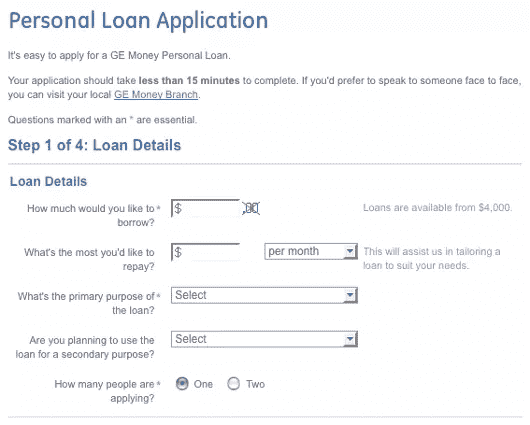 Personal Loan Application
It's easy to apply for a GE Money Personal Loan.
Your application should take less than 15 minutes to complete. If you'd prefer to speak to someone face to face,
you can visit your local GE Money Branch.
Questions marked with an * are essential.
Step 1 of 4: Loan Details
Loan Details
How much would you like to * $ Loans are available from $4,000.
borrow?
What's the most you'd like to $ per month This will assist us in tailoring a
repay? loan to suit your needs.
What's the primary purpose of * Select
the loan?
Are you planning to use the Select
loan for a secondary purpose?
How many people are * One Two
applying?